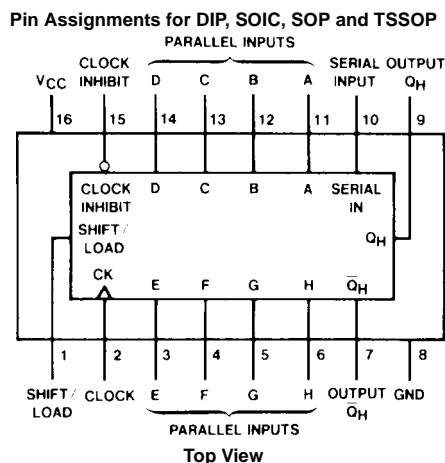 Pin Assignments for DIP, SOIC, SOP and TSSOP
PARALLEL INPUTS
CLOCK SERIAL OUTPUT
VCC INHIBIT D C B A INPUT QH
16 15 14 13 12 11 10 9
CLOCK D C B A SERIAL
INHIBIT IN
SHIFT/
LOAD QH
CK
E F G H Q̅H
1 2 3 4 5 6 7 8
SHIFT/ CLOCK E F G H OUTPUT GND
LOAD Q̅H
PARALLEL INPUTS
Top View